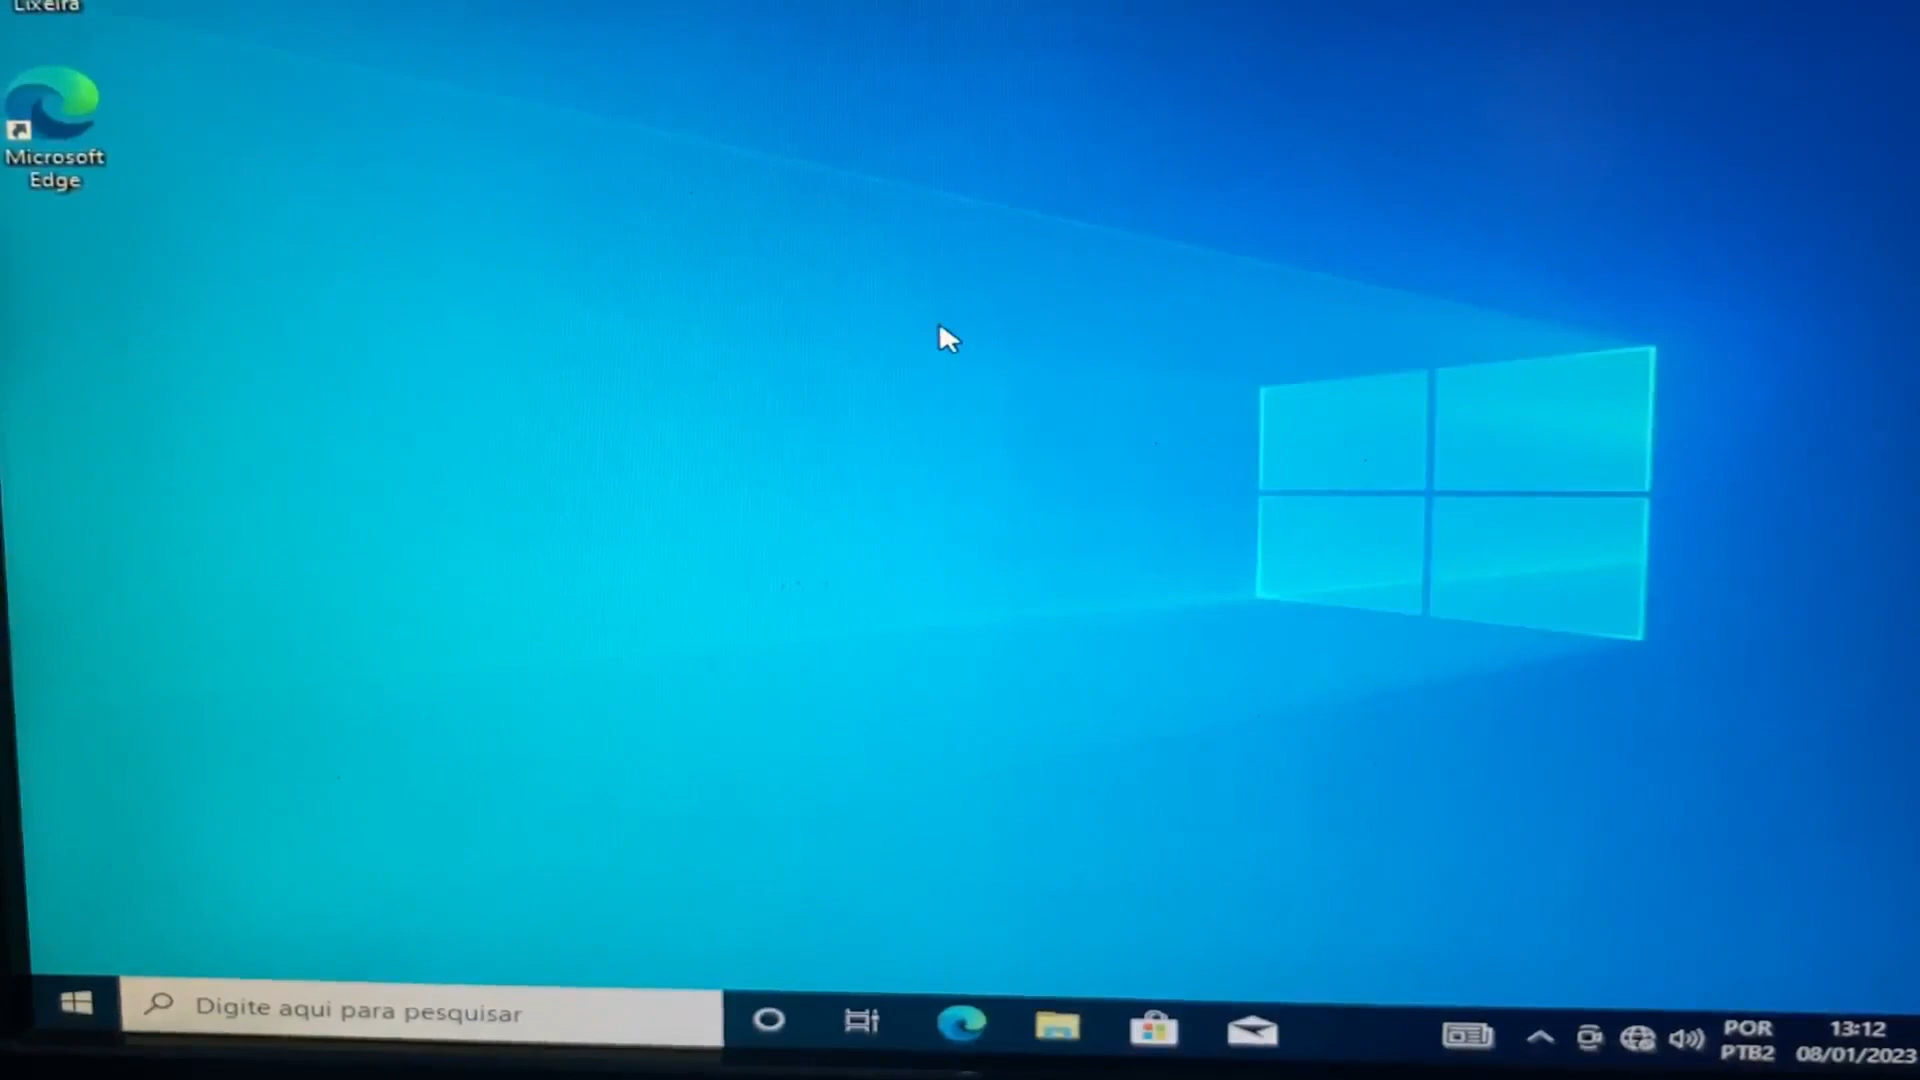 Lixeira
Microsoft
Edge
Digite aqui para pesquisar
POR
PTB2
13:12
08/01/2023